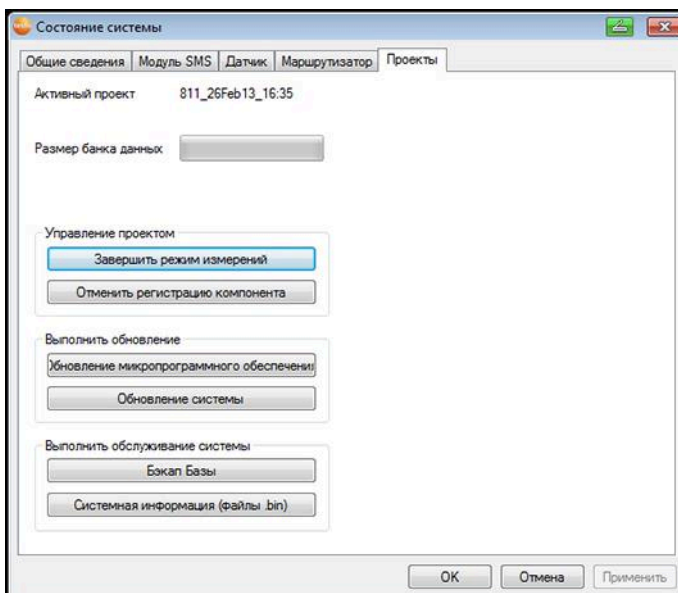 Состояние системы
Общие сведения Модуль SMS Датчик Маршрутизатор Проекты
Активный проект 811_26Feb13_16:35
Размер банка данных
Управление проектом
Завершить режим измерений
Отменить регистрацию компонента
Выполнить обновление
Обновление микропрограммного обеспечения
Обновление системы
Выполнить обслуживание системы
Бэкап Базы
Системная информация (файлы .bin)
OK Отмена Применить